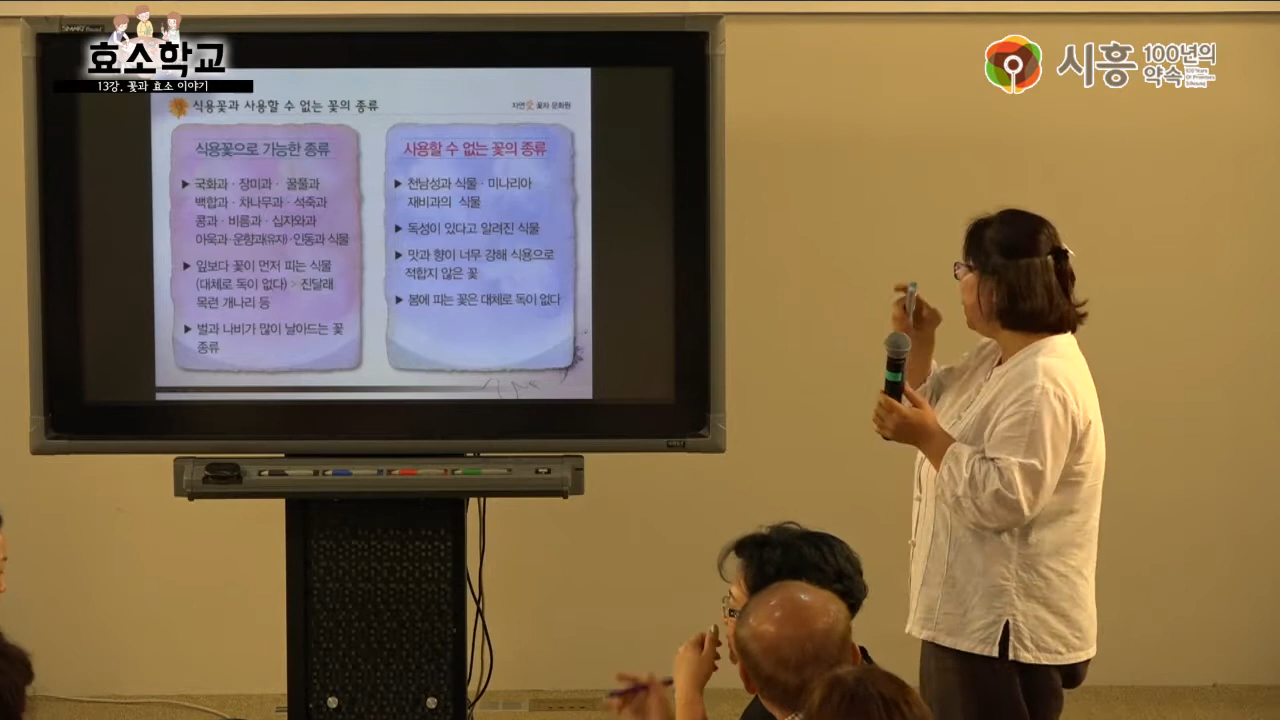 효소학교
13강. 꽃과 효소 이야기
시흥 100년의 약속
식용꽃과 사용할 수 없는 꽃의 종류
자연 꽃차 문화원
식용꽃으로 가능한 종류
▶ 국화과 · 장미과 · 꿀풀과
백합과 · 차나무과 · 석죽과
콩과 · 비름과 · 십자와과
아욱과·운향과(유자)·인동과 식물
▶ 잎보다 꽃이 먼저 피는 식물
(대체로 독이 없다) > 진달래
목련 개나리 등
▶ 벌과 나비가 많이 날아드는 꽃
종류
사용할 수 없는 꽃의 종류
▶ 천남성과 식물 · 미나리아
재비과의 식물
▶ 독성이 있다고 알려진 식물
▶ 맛과 향이 너무 강해 식용으로
적합지 않은 꽃
▶ 봄에 피는 꽃은 대체로 독이 없다